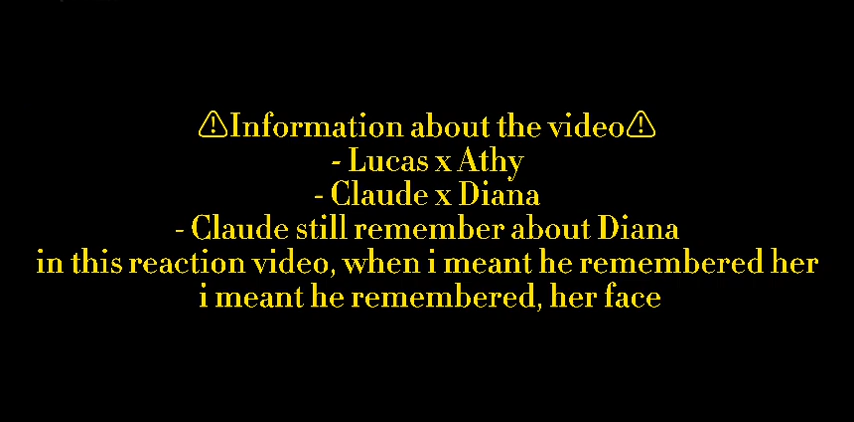 ⚠Information about the video⚠
- Lucas x Athy
- Claude x Diana
- Claude still remember about Diana
in this reaction video, when i meant he remembered her
i meant he remembered, her face